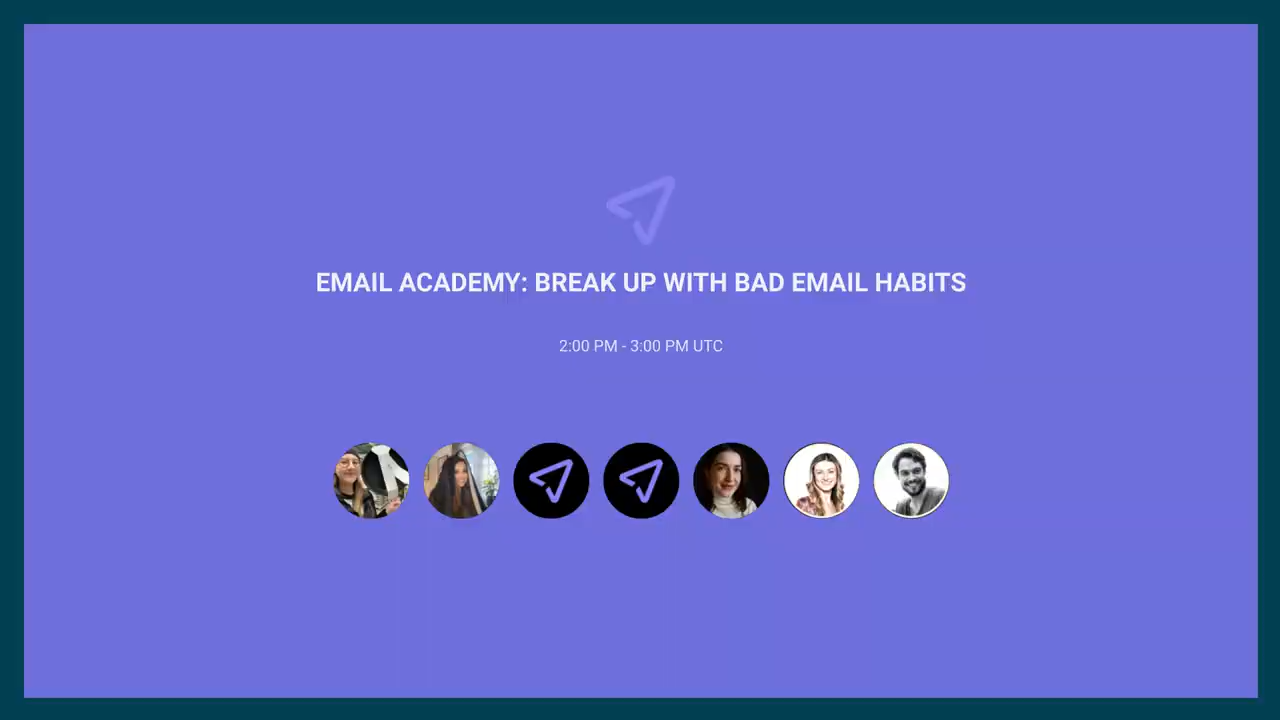 EMAIL ACADEMY: BREAK UP WITH BAD EMAIL HABITS
2:00 PM - 3:00 PM UTC